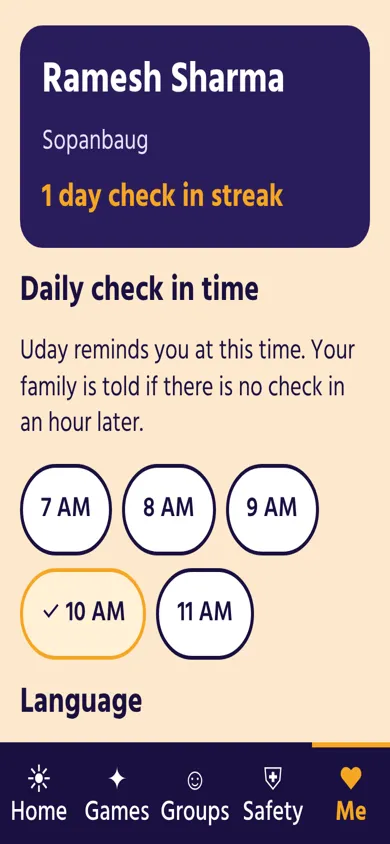 Ramesh Sharma
Sopanbaug
1 day check in streak
Daily check in time
Uday reminds you at this time. Your
family is told if there is no check in
an hour later.
7 AM
8 AM
9 AM
✓ 10 AM
11 AM
Language
Home
Games
Groups
Safety
Me